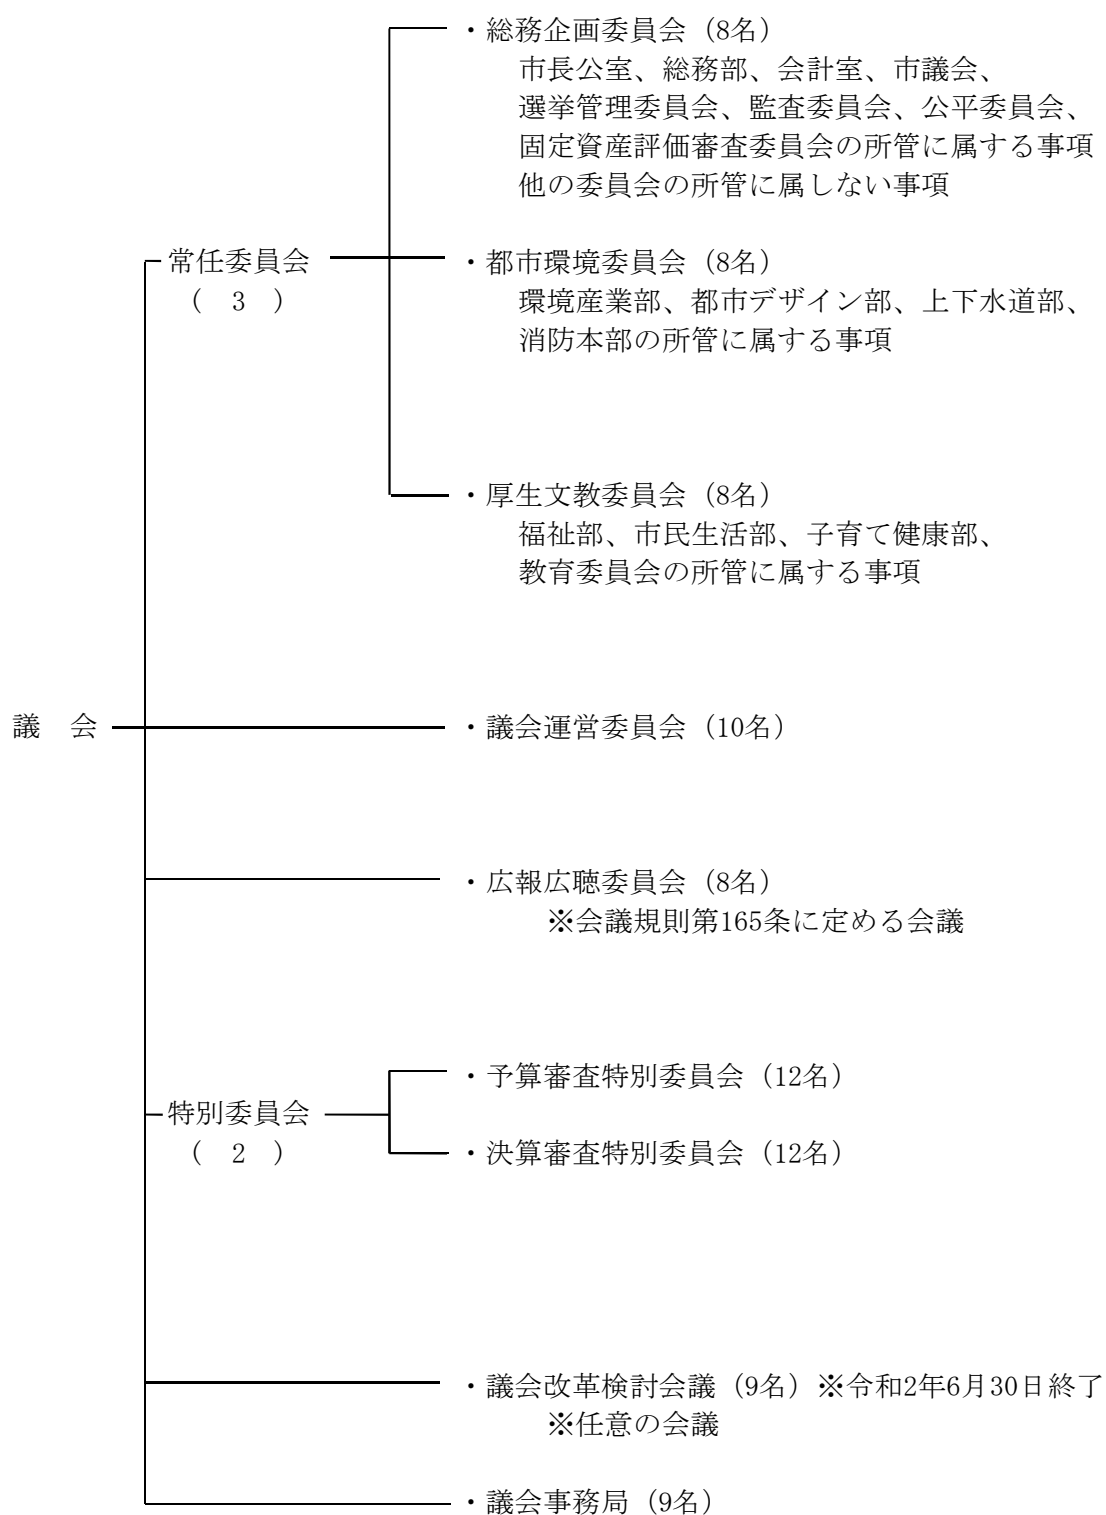 ・総務企画委員会（8名）
市長公室、総務部、会計室、市議会、
選挙管理委員会、監査委員会、公平委員会、
固定資産評価審査委員会の所管に属する事項
他の委員会の所管に属しない事項
常任委員会
（　3　）
・都市環境委員会（8名）
環境産業部、都市デザイン部、上下水道部、
消防本部の所管に属する事項
・厚生文教委員会（8名）
福祉部、市民生活部、子育て健康部、
教育委員会の所管に属する事項
議　会
・議会運営委員会（10名）
・広報広聴委員会（8名）
※会議規則第165条に定める会議
特別委員会
（　2　）
・予算審査特別委員会（12名）
・決算審査特別委員会（12名）
・議会改革検討会議（9名）※令和2年6月30日終了
※任意の会議
・議会事務局（9名）